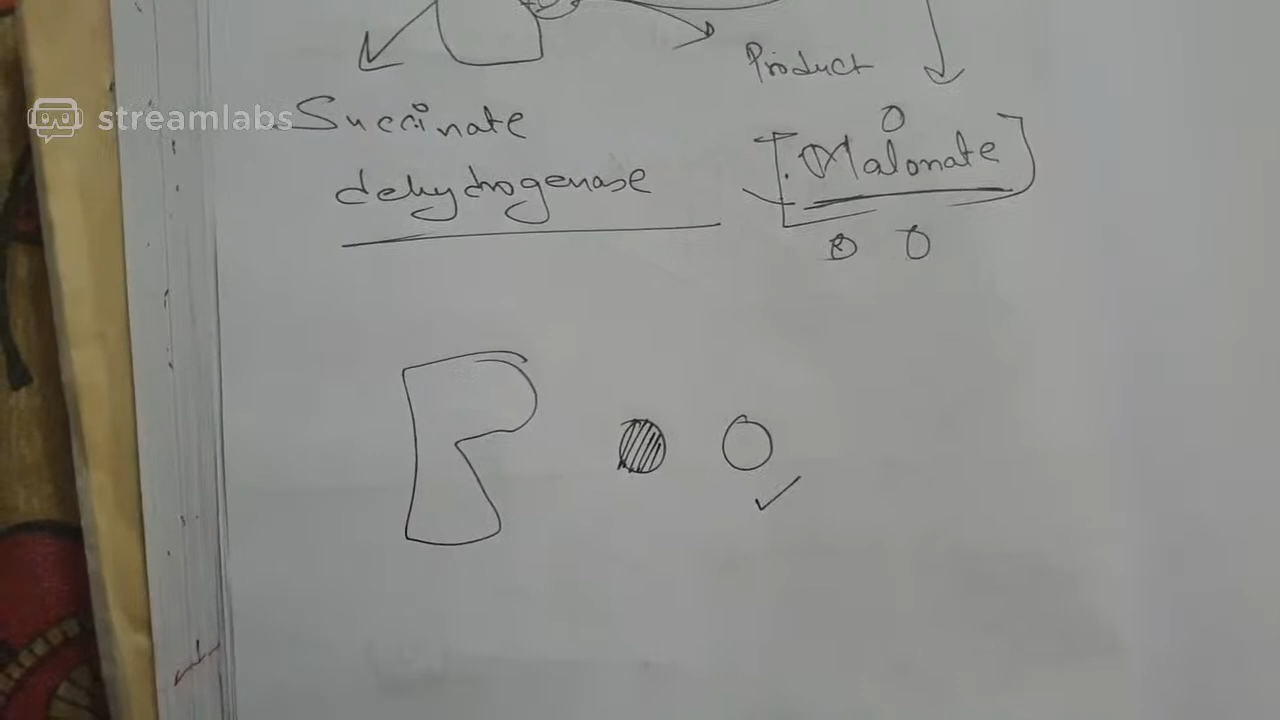 Product
streamlabs
Succinate
dehydrogenase
Malonate